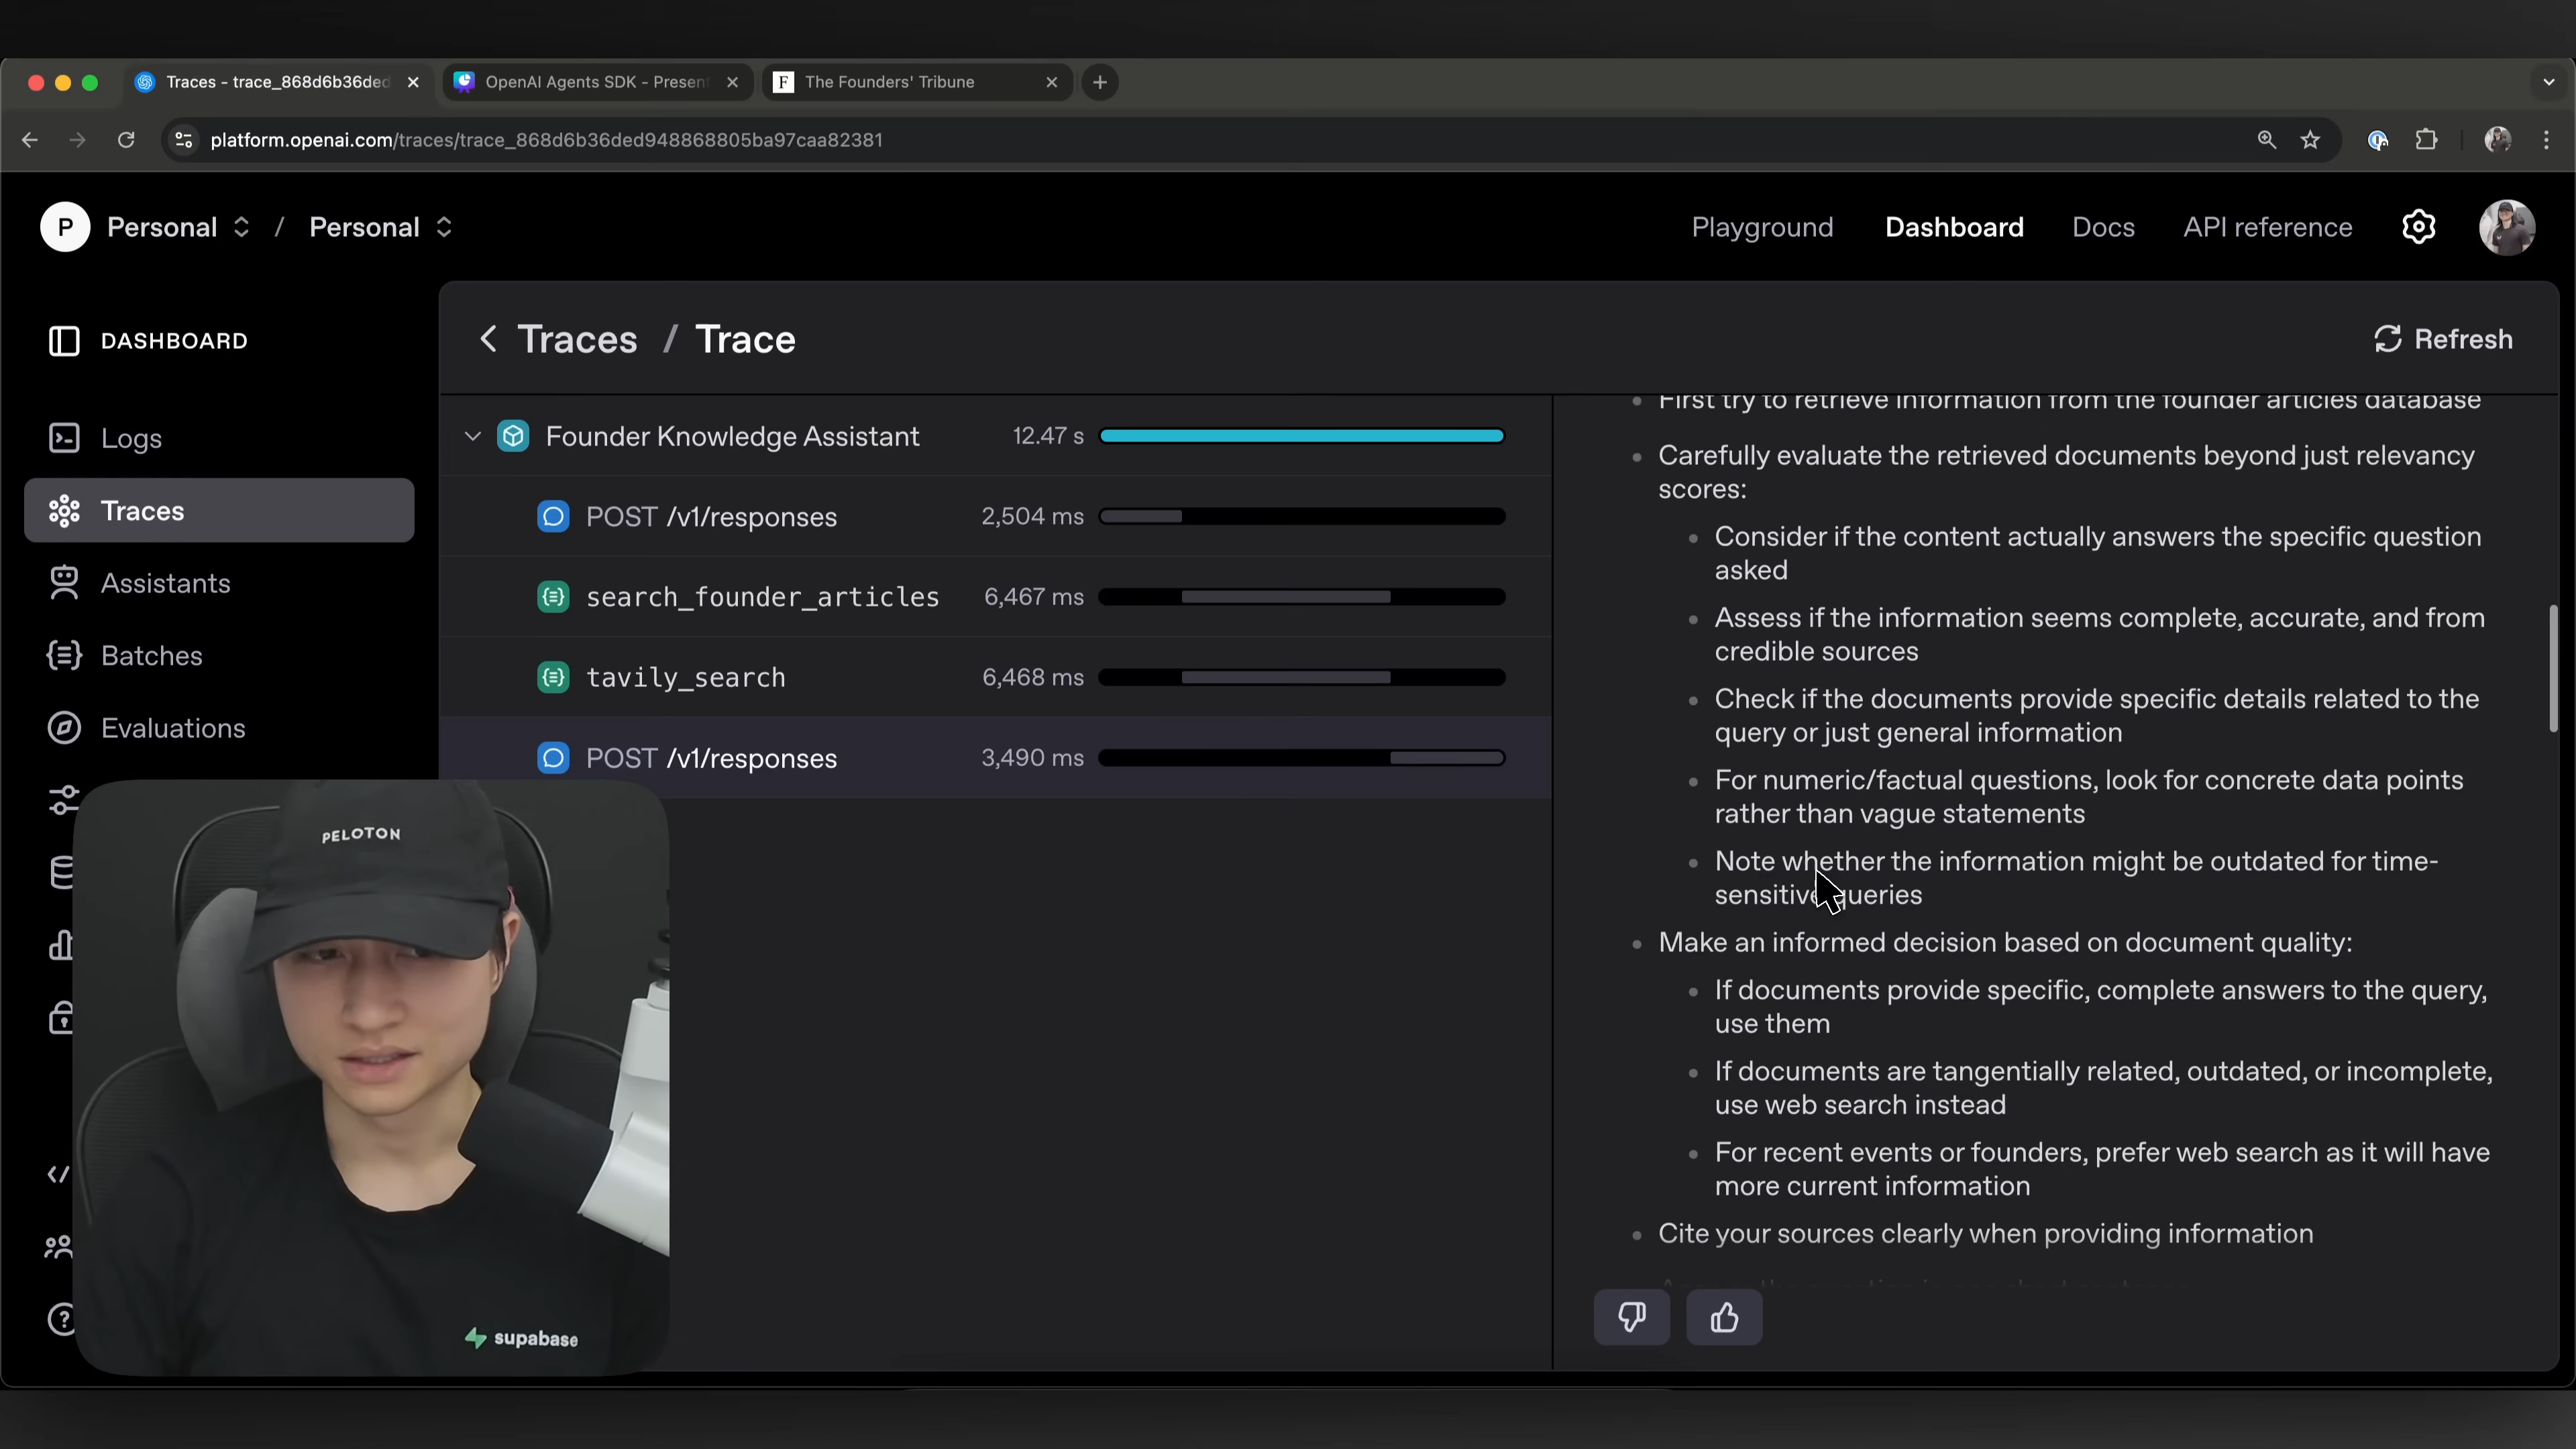 Traces - trace_868d6b36ded
OpenAI Agents SDK - Present
The Founders' Tribune
platform.openai.com/traces/trace_868d6b36ded948868805ba97caa82381
P Personal / Personal
Playground Dashboard Docs API reference
DASHBOARD
Logs
Traces
Assistants
Batches
Evaluations
Traces / Trace
Refresh
Founder Knowledge Assistant 12.47 s
POST /v1/responses 2,504 ms
search_founder_articles 6,467 ms
tavily_search 6,468 ms
POST /v1/responses 3,490 ms
First try to retrieve information from the founder articles database
Carefully evaluate the retrieved documents beyond just relevancy
scores:
Consider if the content actually answers the specific question
asked
Assess if the information seems complete, accurate, and from
credible sources
Check if the documents provide specific details related to the
query or just general information
For numeric/factual questions, look for concrete data points
rather than vague statements
Note whether the information might be outdated for time-
sensitive queries
Make an informed decision based on document quality:
If documents provide specific, complete answers to the query,
use them
If documents are tangentially related, outdated, or incomplete,
use web search instead
For recent events or founders, prefer web search as it will have
more current information
Cite your sources clearly when providing information
PELOTON
supabase